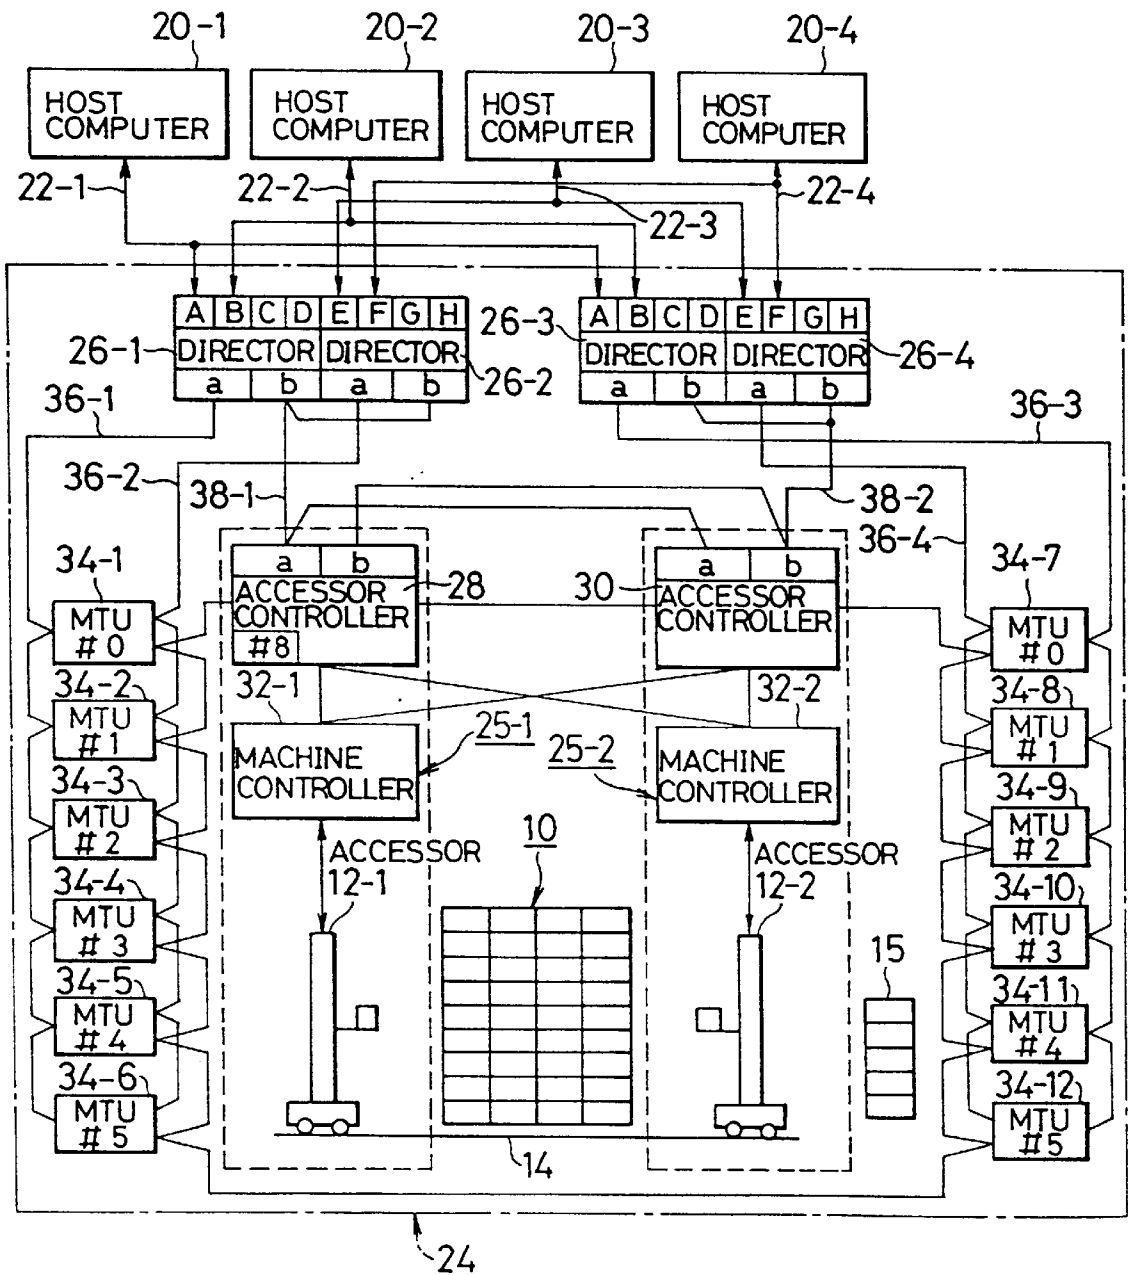 20-1 20-2 20-3 20-4
HOST COMPUTER
HOST COMPUTER
HOST COMPUTER
HOST COMPUTER
22-1 22-2 22-3 22-4
A B C D E F G H
A B C D E F G H
26-1 DIRECTOR DIRECTOR 26-2
26-3 DIRECTOR DIRECTOR 26-4
a b a b
a b a b
36-1 36-3
36-2 38-1 38-2 36-4
a b
a b
28 ACCESSOR
CONTROLLER
#8
30 ACCESSOR
CONTROLLER
32-1 32-2
MACHINE
CONTROLLER
25-1
MACHINE
CONTROLLER
25-2
ACCESSOR
12-1
10
ACCESSOR
12-2
15
14
34-1
MTU
#0
34-2
MTU
#1
34-3
MTU
#2
34-4
MTU
#3
34-5
MTU
#4
34-6
MTU
#5
34-7
MTU
#0
34-8
MTU
#1
34-9
MTU
#2
34-10
MTU
#3
34-11
MTU
#4
34-12
MTU
#5
24